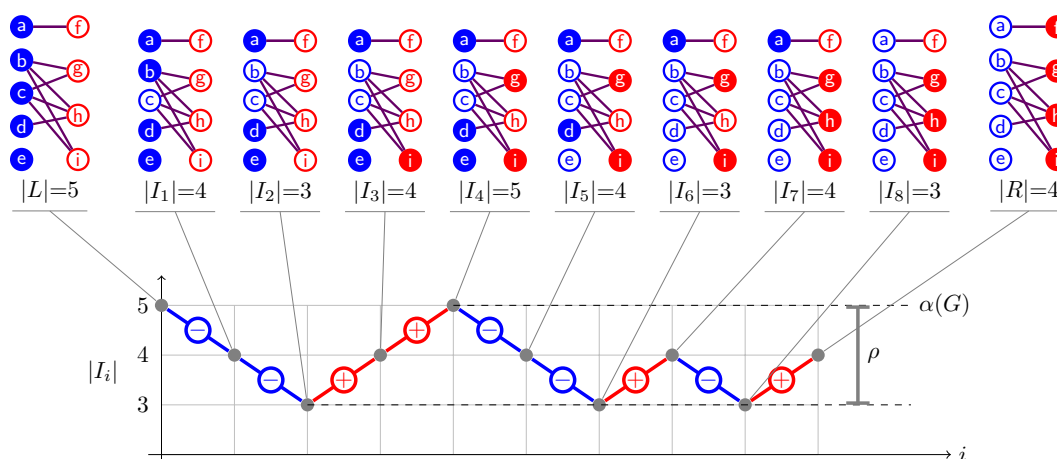 a f a f a f a f a f a f a f a f a f a f
b g b g b g b g b g b g b g b g b g b g
c h c h c h c h c h c h c h c h c h c h
d i d i d i d i d i d i d i d i d i d i
e e e e e e e e e e
|L|=5 |I₁|=4 |I₂|=3 |I₃|=4 |I₄|=5 |I₅|=4 |I₆|=3 |I₇|=4 |I₈|=3 |R|=4
5 − + − α(G)
4 |Iᵢ| − + − + − + ρ
3
i